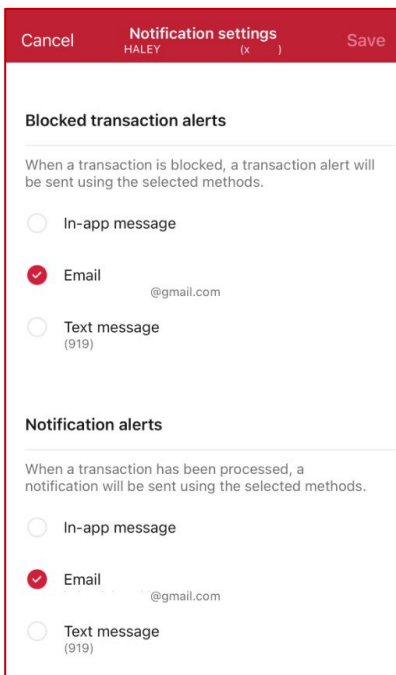 Cancel Notification settings Save
HALEY (x )
Blocked transaction alerts
When a transaction is blocked, a transaction alert will
be sent using the selected methods.
In-app message
Email
@gmail.com
Text message
(919)
Notification alerts
When a transaction has been processed, a
notification will be sent using the selected methods.
In-app message
Email
@gmail.com
Text message
(919)